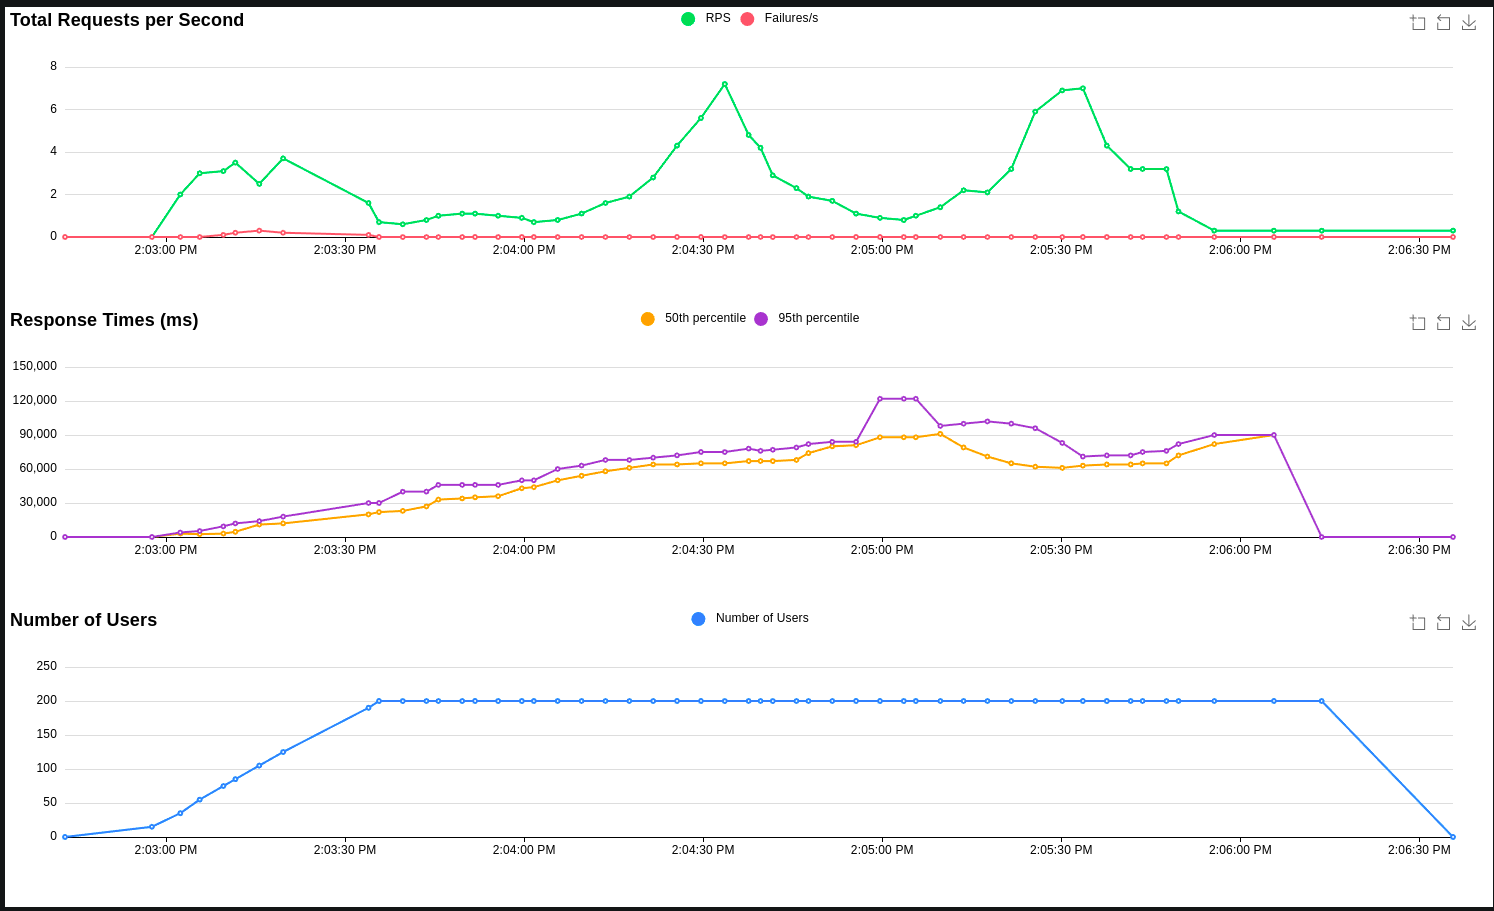 Total Requests per Second
RPS Failures/s
8
6
4
2
0
2:03:00 PM 2:03:30 PM 2:04:00 PM 2:04:30 PM 2:05:00 PM 2:05:30 PM 2:06:00 PM 2:06:30 PM
Response Times (ms)
50th percentile 95th percentile
150,000
120,000
90,000
60,000
30,000
0
2:03:00 PM 2:03:30 PM 2:04:00 PM 2:04:30 PM 2:05:00 PM 2:05:30 PM 2:06:00 PM 2:06:30 PM
Number of Users
Number of Users
250
200
150
100
50
0
2:03:00 PM 2:03:30 PM 2:04:00 PM 2:04:30 PM 2:05:00 PM 2:05:30 PM 2:06:00 PM 2:06:30 PM